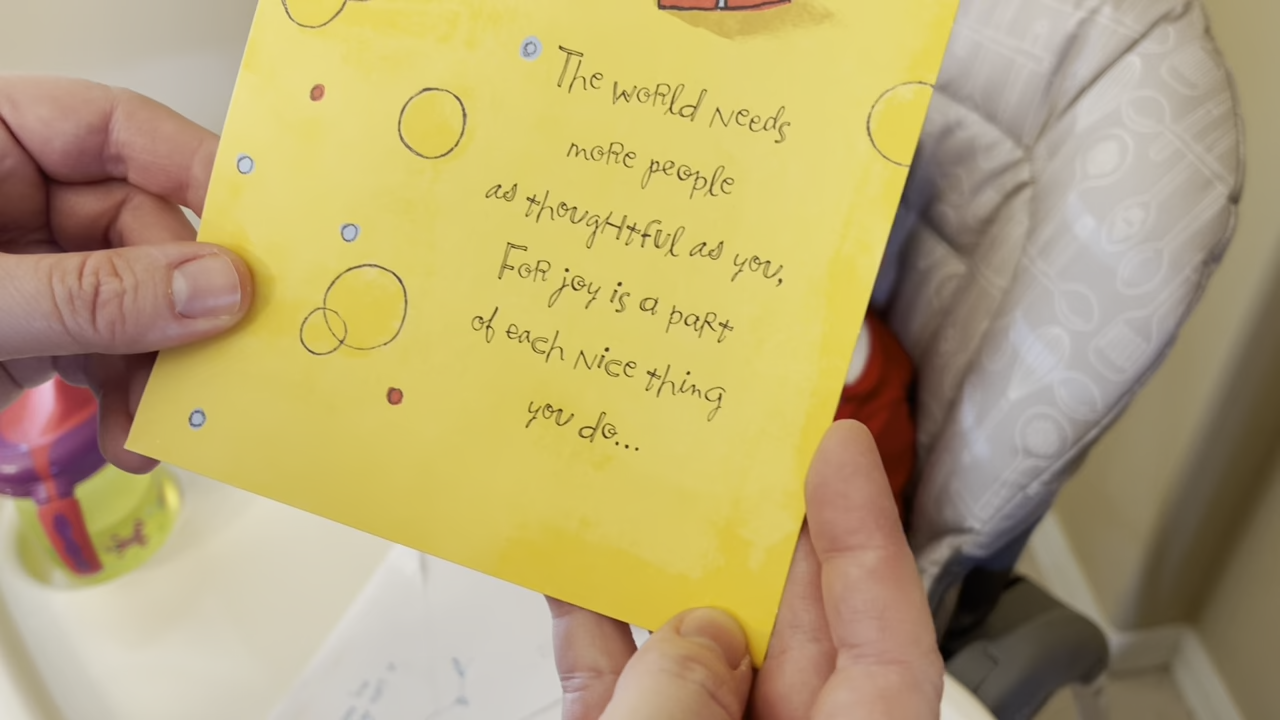 The world needs
more people
as thoughtful as you,
For joy is a part
of each nice thing
you do...